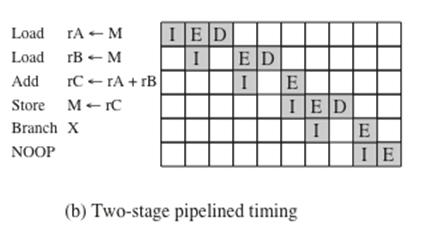 Load rA ← M I E D
Load rB ← M I E D
Add rC ← rA + rB I E
Store M ← rC I E D
Branch X I E
NOOP I E
(b) Two-stage pipelined timing